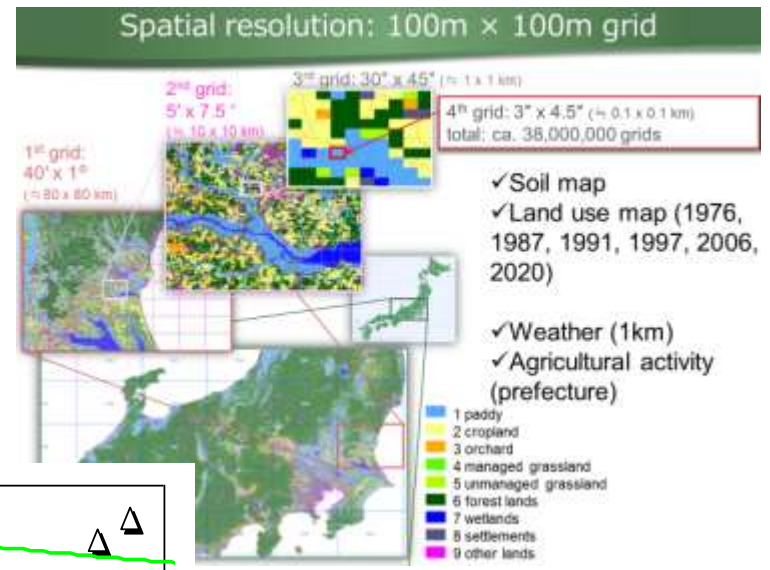 Spatial resolution: 100m × 100m grid
1st grid:
40' x 1°
(≒ 80 x 80 km)
2nd grid:
5' x 7.5 '
(≒ 10 x 10 km)
3rd grid: 30" x 45" (≒ 1 x 1 km)
4th grid: 3" x 4.5" (≒ 0.1 x 0.1 km)
total: ca. 38,000,000 grids
✓Soil map
✓Land use map (1976,
1987, 1991, 1997, 2006,
2020)
✓Weather (1km)
✓Agricultural activity
(prefecture)
1 paddy
2 cropland
3 orchard
4 managed grassland
5 unmanaged grassland
6 forest lands
7 wetlands
8 settlements
9 other lands